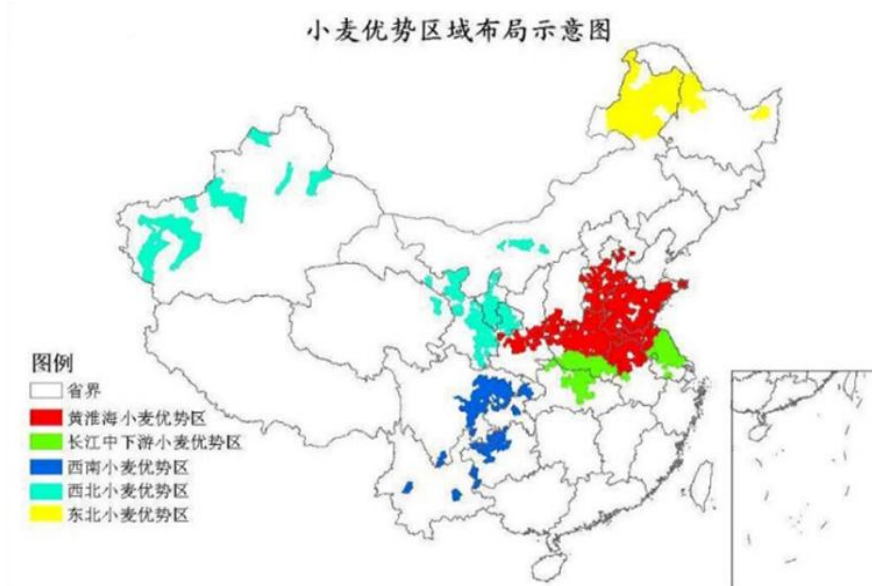 小麦优势区域布局示意图
图例
省界
黄淮海小麦优势区
长江中下游小麦优势区
西南小麦优势区
西北小麦优势区
东北小麦优势区